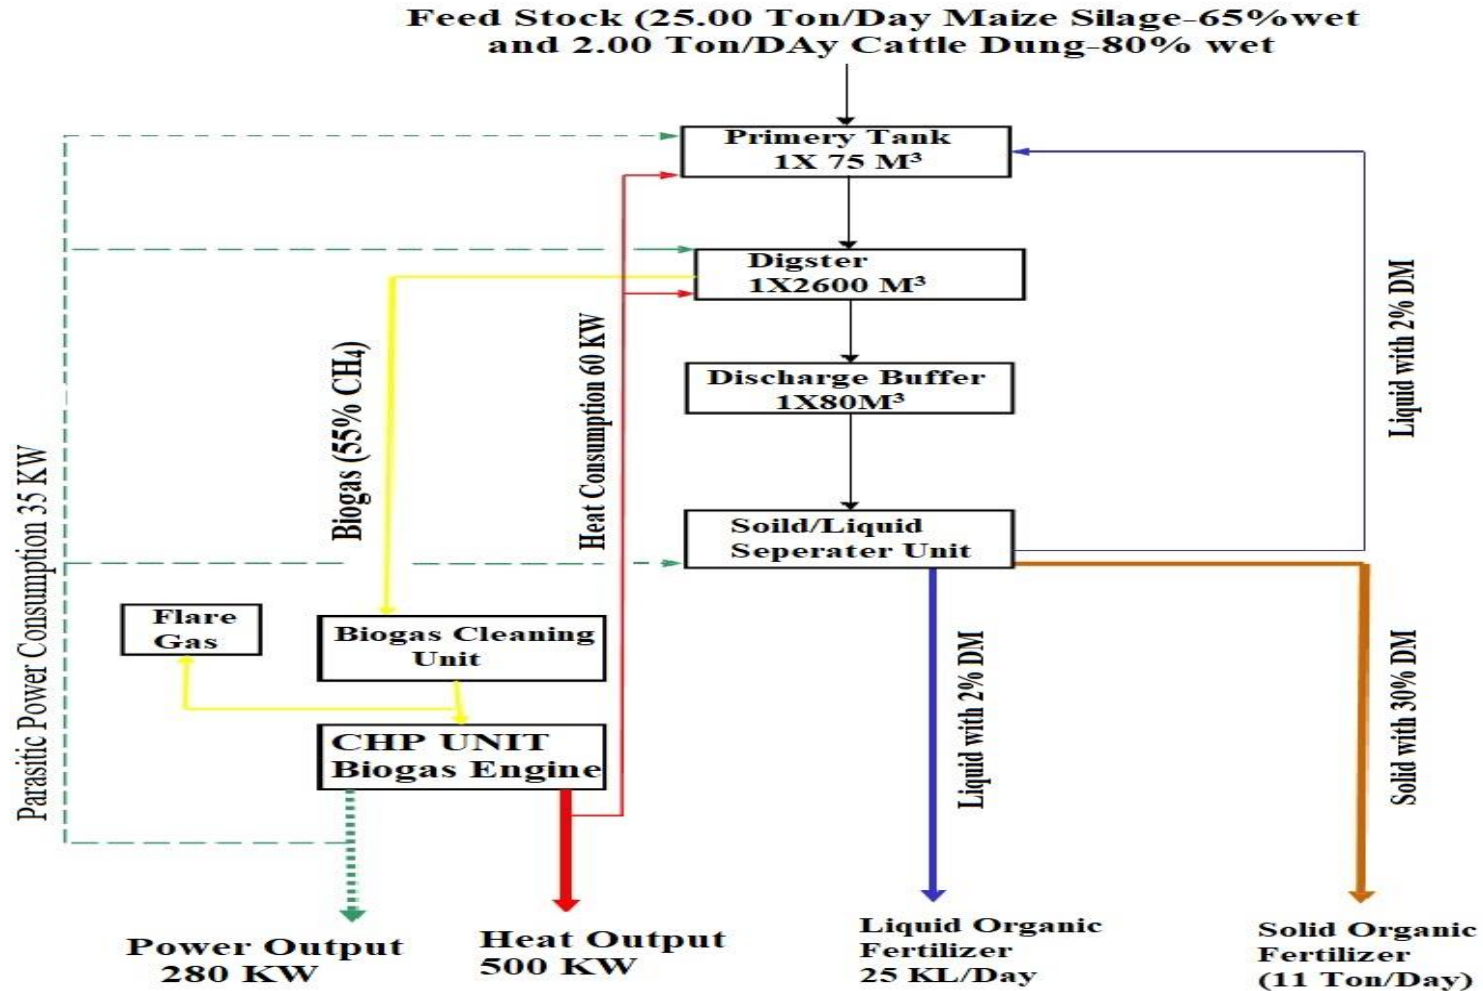 Feed Stock (25.00 Ton/Day Maize Silage-65%wet
and 2.00 Ton/DAy Cattle Dung-80% wet
Primery Tank
1X 75 M³
Digster
1X2600 M³
Discharge Buffer
1X80M³
Soild/Liquid
Seperater Unit
Liquid with 2% DM
Heat Consumption 60 KW
Biogas (55% CH₄)
Parasitic Power Consumption 35 KW
Flare
Gas
Biogas Cleaning
Unit
CHP UNIT
Biogas Engine
Liquid with 2% DM
Solid with 30% DM
Power Output
280 KW
Heat Output
500 KW
Liquid Organic
Fertilizer
25 KL/Day
Solid Organic
Fertilizer
(11 Ton/Day)